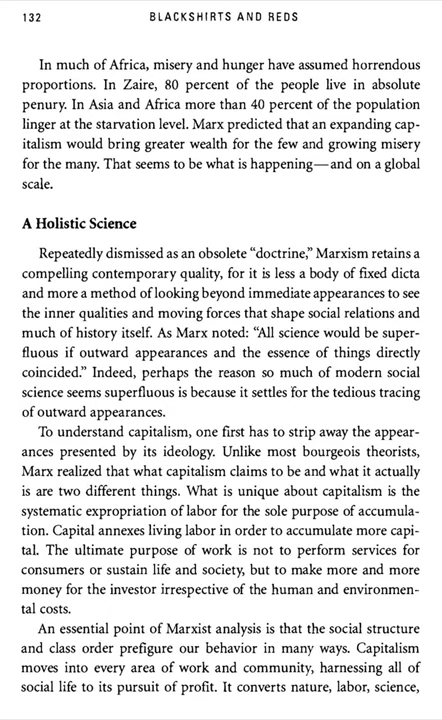 132
BLACKSHIRTS AND REDS
In much of Africa, misery and hunger have assumed horrendous
proportions. In Zaire, 80 percent of the people live in absolute
penury. In Asia and Africa more than 40 percent of the population
linger at the starvation level. Marx predicted that an expanding cap-
italism would bring greater wealth for the few and growing misery
for the many. That seems to be what is happening—and on a global
scale.
A Holistic Science
Repeatedly dismissed as an obsolete “doctrine,” Marxism retains a
compelling contemporary quality, for it is less a body of fixed dicta
and more a method of looking beyond immediate appearances to see
the inner qualities and moving forces that shape social relations and
much of history itself. As Marx noted: “All science would be super-
fluous if outward appearances and the essence of things directly
coincided.” Indeed, perhaps the reason so much of modern social
science seems superfluous is because it settles for the tedious tracing
of outward appearances.
To understand capitalism, one first has to strip away the appear-
ances presented by its ideology. Unlike most bourgeois theorists,
Marx realized that what capitalism claims to be and what it actually
is are two different things. What is unique about capitalism is the
systematic expropriation of labor for the sole purpose of accumula-
tion. Capital annexes living labor in order to accumulate more capi-
tal. The ultimate purpose of work is not to perform services for
consumers or sustain life and society, but to make more and more
money for the investor irrespective of the human and environmen-
tal costs.
An essential point of Marxist analysis is that the social structure
and class order prefigure our behavior in many ways. Capitalism
moves into every area of work and community, harnessing all of
social life to its pursuit of profit. It converts nature, labor, science,